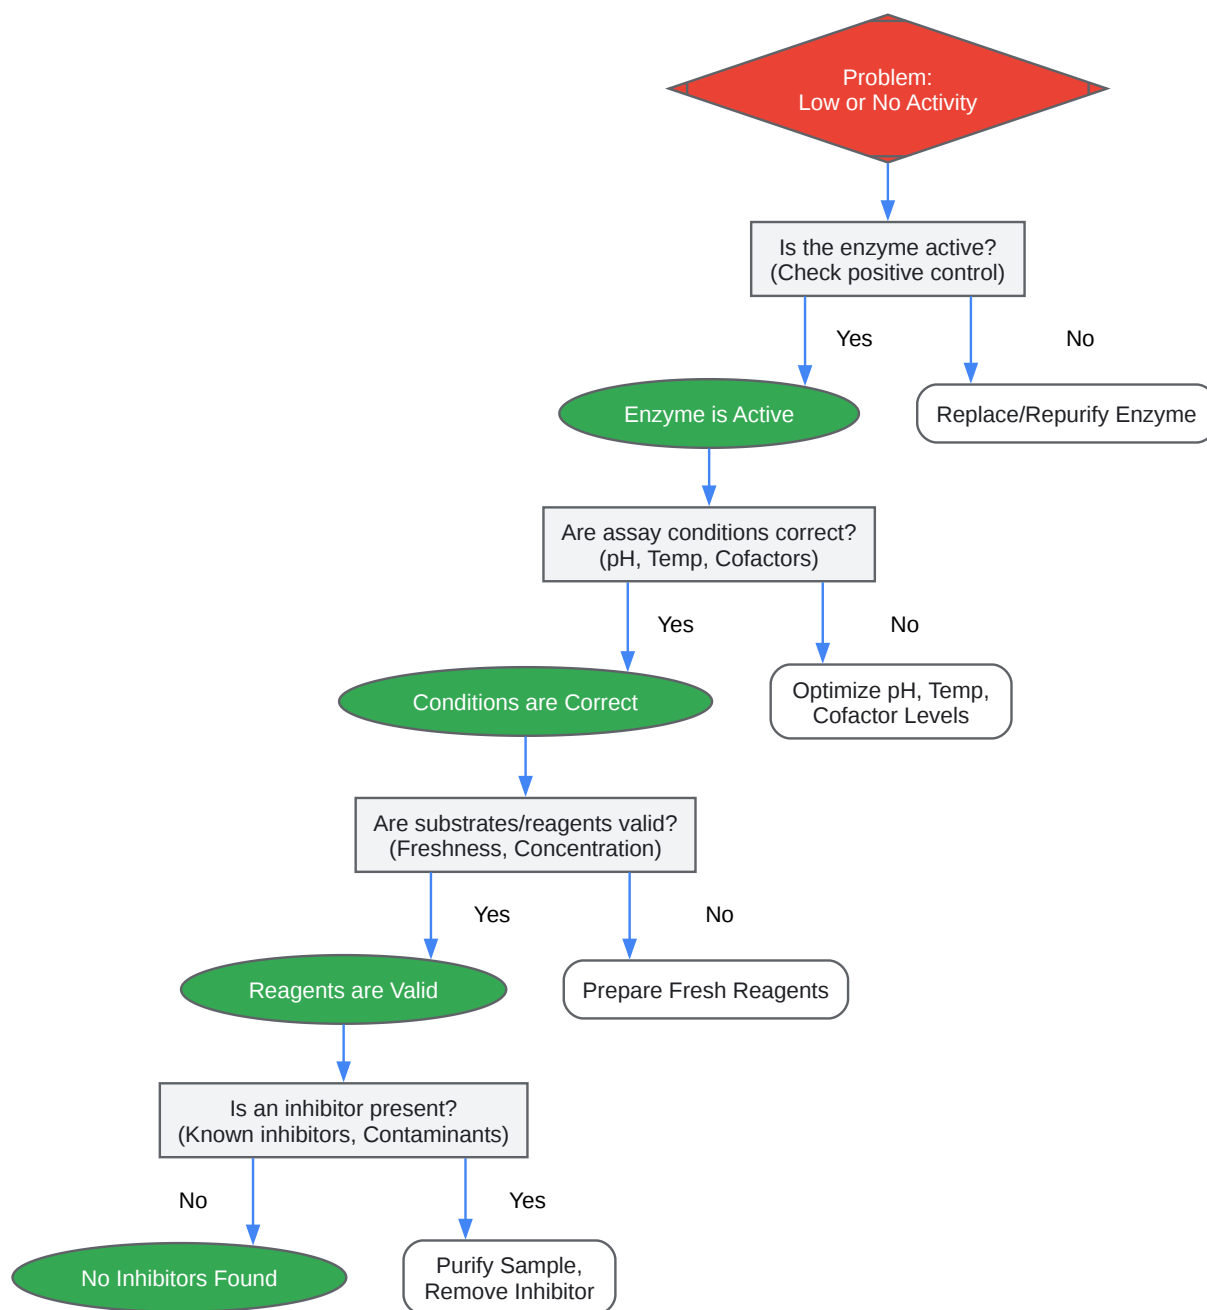 Problem:
Low or No Activity
Is the enzyme active?
(Check positive control)
Yes
No
Enzyme is Active
Replace/Repurify Enzyme
Are assay conditions correct?
(pH, Temp, Cofactors)
Yes
No
Conditions are Correct
Optimize pH, Temp,
Cofactor Levels
Are substrates/reagents valid?
(Freshness, Concentration)
Yes
No
Reagents are Valid
Prepare Fresh Reagents
Is an inhibitor present?
(Known inhibitors, Contaminants)
No
Yes
No Inhibitors Found
Purify Sample,
Remove Inhibitor